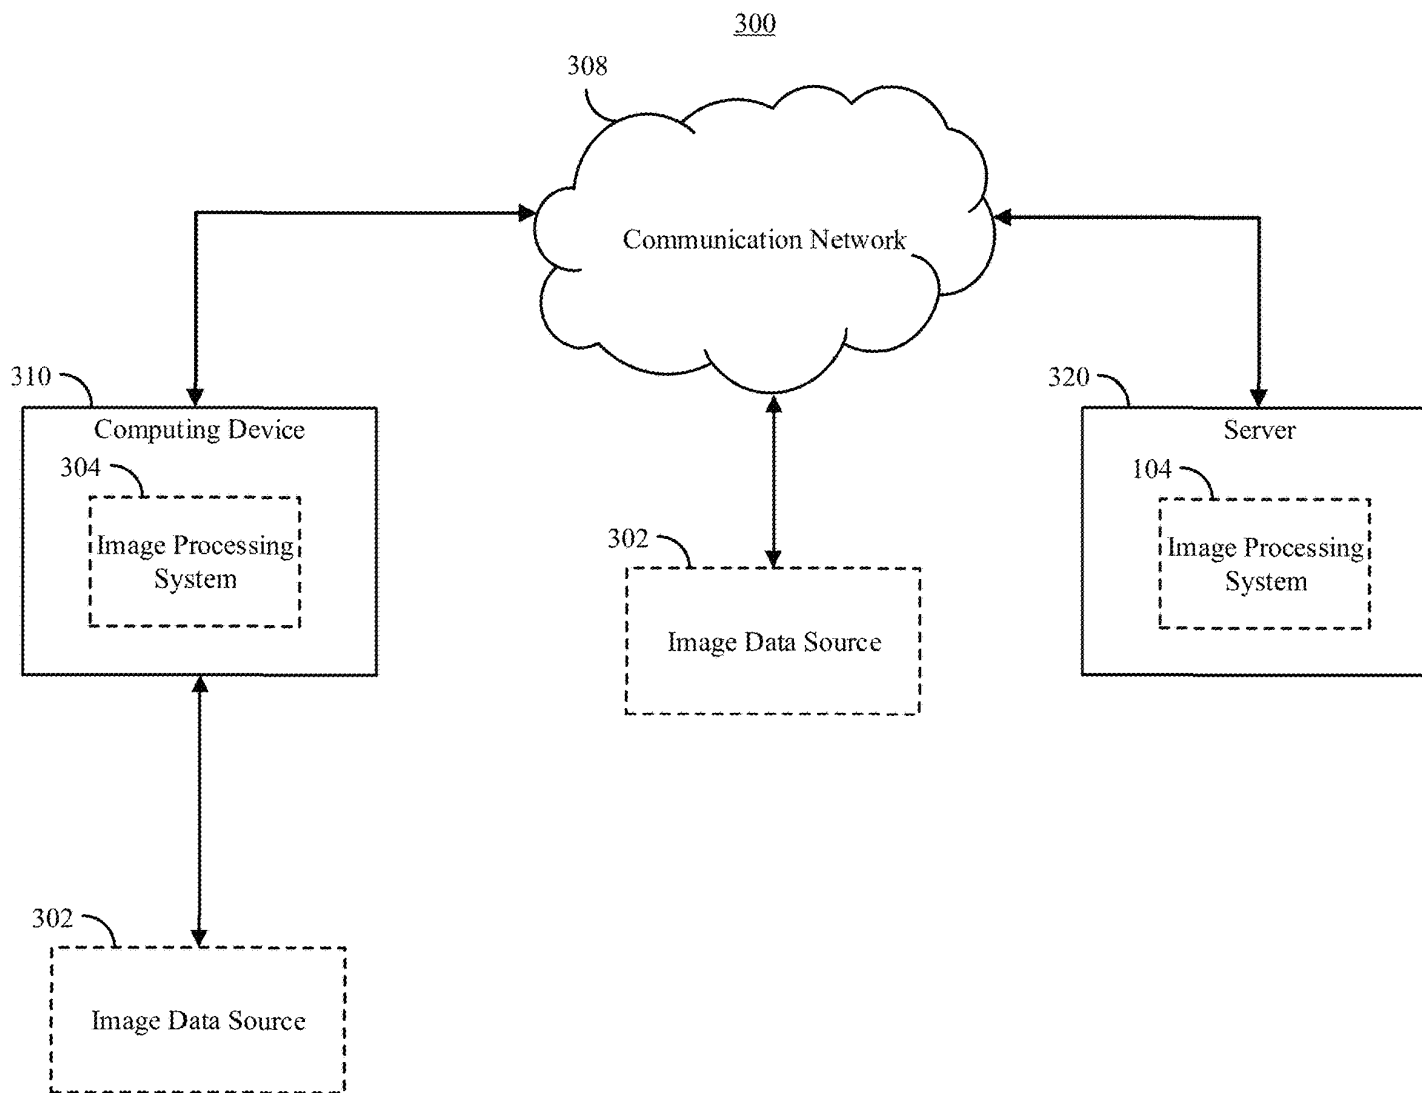 300
308
Communication Network
310
Computing Device
304
Image Processing
System
320
Server
104
Image Processing
System
302
Image Data Source
302
Image Data Source